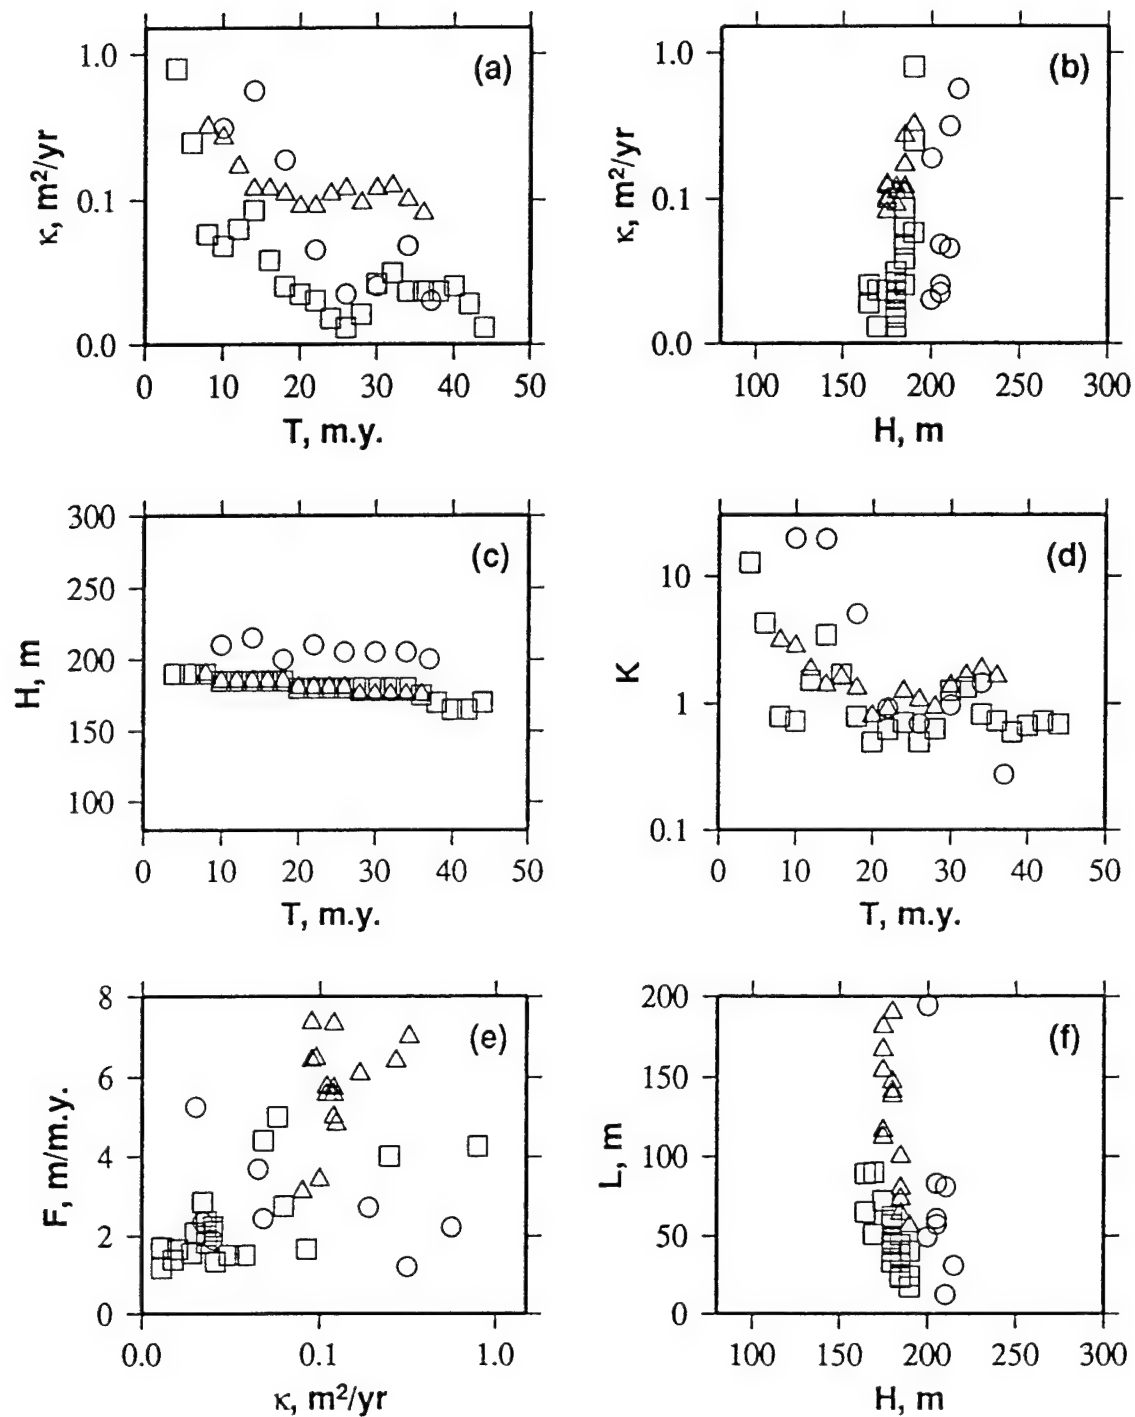 (a)
κ, m²/yr
1.0
0.1
0.0
0 10 20 30 40 50
T, m.y.
(b)
κ, m²/yr
1.0
0.1
0.0
100 150 200 250 300
H, m
(c)
H, m
300
250
200
150
100
0 10 20 30 40 50
T, m.y.
(d)
K
10
1
0.1
0 10 20 30 40 50
T, m.y.
(e)
F, m/m.y.
8
6
4
2
0
0.0 0.1 1.0
κ, m²/yr
(f)
L, m
200
150
100
50
0
100 150 200 250 300
H, m